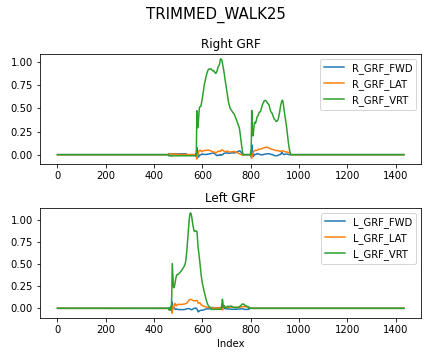 TRIMMED_WALK25
Right GRF
R_GRF_FWD
R_GRF_LAT
R_GRF_VRT
1.00
0.75
0.50
0.25
0.00
0 200 400 600 800 1000 1200 1400
Left GRF
L_GRF_FWD
L_GRF_LAT
L_GRF_VRT
1.00
0.75
0.50
0.25
0.00
0 200 400 600 800 1000 1200 1400
Index